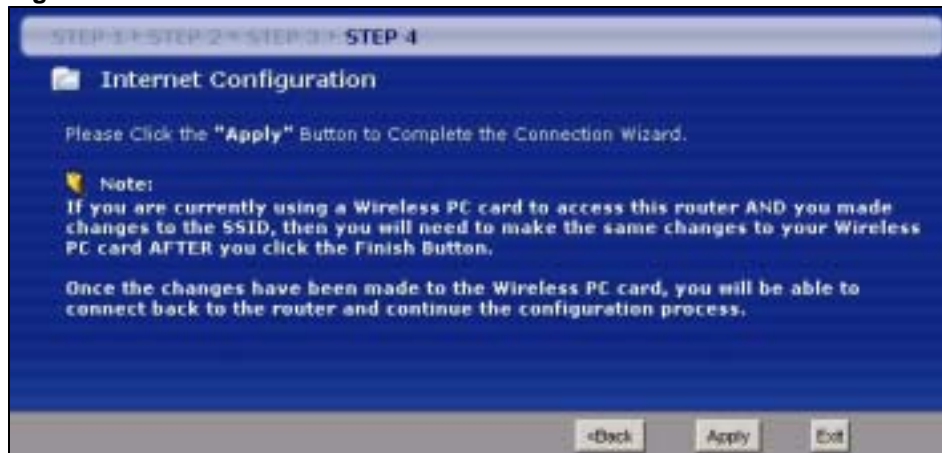 STEP 1 STEP 2 STEP 3 STEP 4
Internet Configuration
Please Click the "Apply" Button to Complete the Connection Wizard.
Note:
If you are currently using a Wireless PC card to access this router AND you made
changes to the SSID, then you will need to make the same changes to your Wireless
PC card AFTER you click the Finish Button.
Once the changes have been made to the Wireless PC card, you will be able to
connect back to the router and continue the configuration process.
<Back Apply Exit